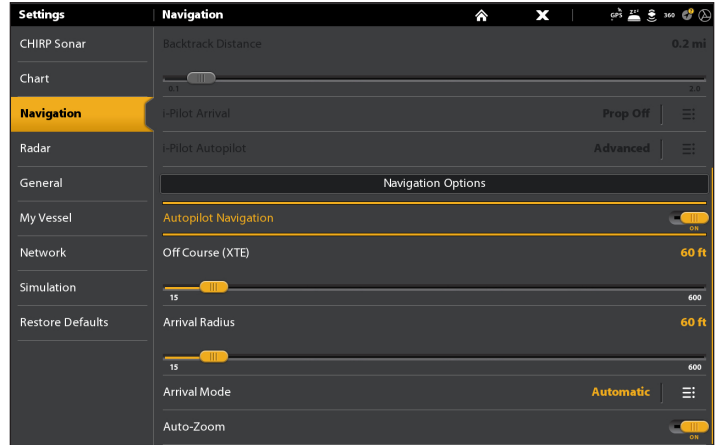 Settings
Navigation
GPS
360
CHIRP Sonar
Chart
Navigation
Radar
General
My Vessel
Network
Simulation
Restore Defaults
Backtrack Distance 0.2 mi
0.1 2.0
i-Pilot Arrival Prop Off
i-Pilot Autopilot Advanced
Navigation Options
Autopilot Navigation
ON
Off Course (XTE) 60 ft
15 600
Arrival Radius 60 ft
15 600
Arrival Mode Automatic
Auto-Zoom
ON